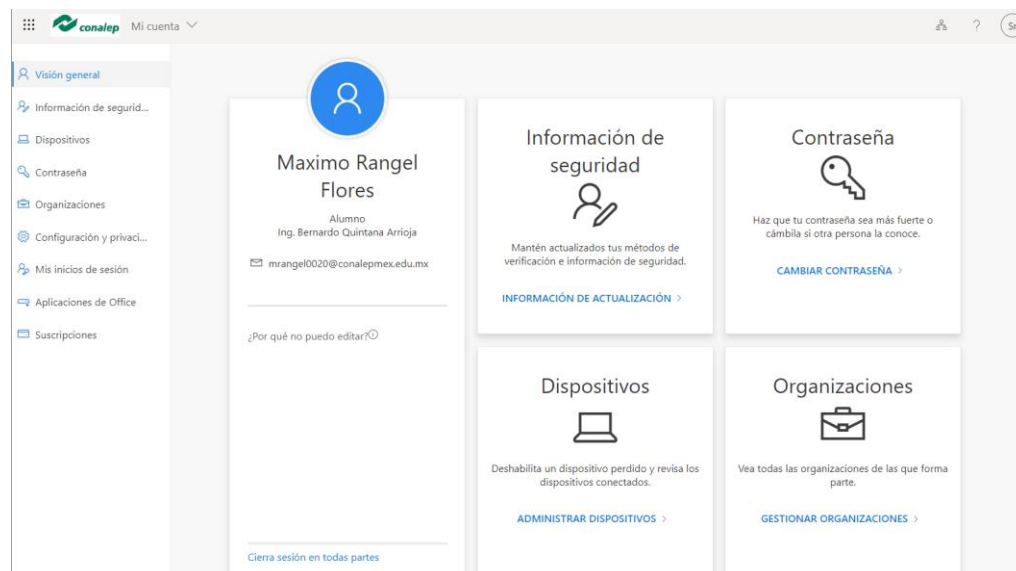 conalep Mi cuenta
?
Visión general
Información de segurid...
Dispositivos
Contraseña
Organizaciones
Configuración y privaci...
Mis inicios de sesión
Aplicaciones de Office
Suscripciones
Maximo Rangel
Flores
Alumno
Ing. Bernardo Quintana Arrioja
mrangel0020@conalepmex.edu.mx
¿Por qué no puedo editar?
Cierra sesión en todas partes
Información de
seguridad
Mantén actualizados tus métodos de
verificación e información de seguridad.
INFORMACIÓN DE ACTUALIZACIÓN >
Contraseña
Haz que tu contraseña sea más fuerte o
cámbila si otra persona la conoce.
CAMBIAR CONTRASEÑA >
Dispositivos
Deshabilita un dispositivo perdido y revisa los
dispositivos conectados.
ADMINISTRAR DISPOSITIVOS >
Organizaciones
Vea todas las organizaciones de las que forma
parte.
GESTIONAR ORGANIZACIONES >